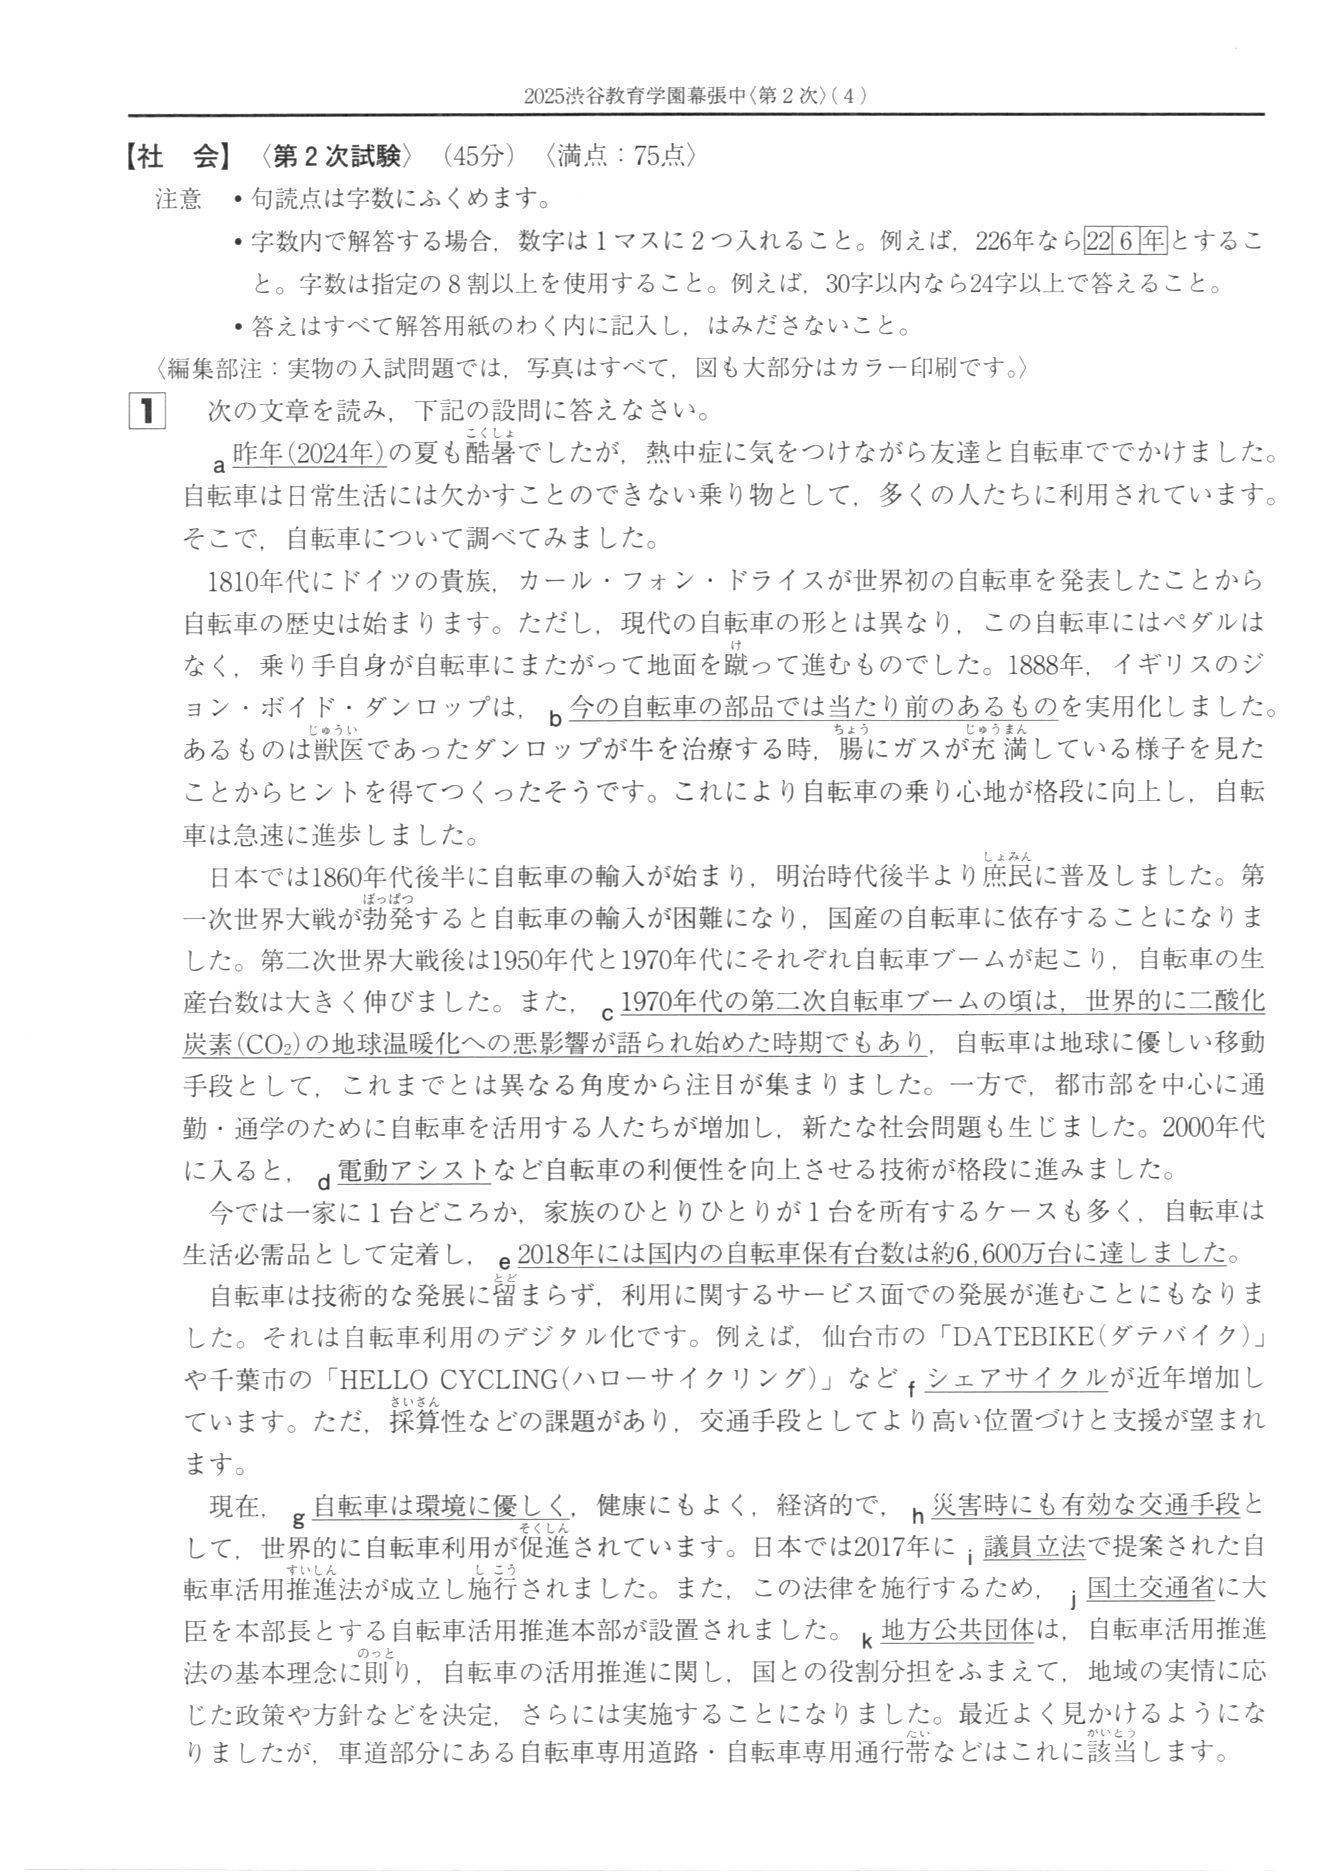 2025渋谷教育学園幕張中〈第2次〉(4)
【社　会】〈第2次試験〉(45分)〈満点：75点〉
注意　・句読点は字数にふくめます。
・字数内で解答する場合，数字は1マスに2つ入れること。例えば，226年なら22 6 年とするこ
と。字数は指定の8割以上を使用すること。例えば，30字以内なら24字以上で答えること。
・答えはすべて解答用紙のわく内に記入し，はみださないこと。
〈編集部注：実物の入試問題では，写真はすべて，図も大部分はカラー印刷です。〉
1　次の文章を読み，下記の設問に答えなさい。
a 昨年(2024年)の夏も酷暑(こくしょ)でしたが，熱中症に気をつけながら友達と自転車ででかけました。
自転車は日常生活には欠かすことのできない乗り物として，多くの人たちに利用されています。
そこで，自転車について調べてみました。
1810年代にドイツの貴族，カール・フォン・ドライスが世界初の自転車を発表したことから
自転車の歴史は始まります。ただし，現代の自転車の形とは異なり，この自転車にはペダルは
なく，乗り手自身が自転車にまたがって地面を蹴(け)って進むものでした。1888年，イギリスのジ
ョン・ボイド・ダンロップは，b 今の自転車の部品では当たり前のあるものを実用化しました。
あるものは獣医(じゅうい)であったダンロップが牛を治療する時，腸(ちょう)にガスが充満(じゅうまん)している様子を見た
ことからヒントを得てつくったそうです。これにより自転車の乗り心地が格段に向上し，自転
車は急速に進歩しました。
日本では1860年代後半に自転車の輸入が始まり，明治時代後半より庶民(しょみん)に普及しました。第
一次世界大戦が勃発(ぼっぱつ)すると自転車の輸入が困難になり，国産の自転車に依存することになりま
した。第二次世界大戦後は1950年代と1970年代にそれぞれ自転車ブームが起こり，自転車の生
産台数は大きく伸びました。また，c 1970年代の第二次自転車ブームの頃は，世界的に二酸化
炭素(CO₂)の地球温暖化への悪影響が語られ始めた時期でもあり，自転車は地球に優しい移動
手段として，これまでとは異なる角度から注目が集まりました。一方で，都市部を中心に通
勤・通学のために自転車を活用する人たちが増加し，新たな社会問題も生じました。2000年代
に入ると，d 電動アシストなど自転車の利便性を向上させる技術が格段に進みました。
今では一家に1台どころか，家族のひとりひとりが1台を所有するケースも多く，自転車は
生活必需品として定着し，e 2018年には国内の自転車保有台数は約6,600万台に達しました。
自転車は技術的な発展に留(とど)まらず，利用に関するサービス面での発展が進むことにもなりま
した。それは自転車利用のデジタル化です。例えば，仙台市の「DATEBIKE(ダテバイク)」
や千葉市の「HELLO CYCLING(ハローサイクリング)」など f シェアサイクルが近年増加し
ています。ただ，採算(さいさん)性などの課題があり，交通手段としてより高い位置づけと支援が望まれ
ます。
現在，g 自転車は環境に優しく，健康にもよく，経済的で，h 災害時にも有効な交通手段と
して，世界的に自転車利用が促進(そくしん)されています。日本では2017年に i 議員立法で提案された自
転車活用推進(すいしん)法が成立し施行(しこう)されました。また，この法律を施行するため，j 国土交通省に大
臣を本部長とする自転車活用推進本部が設置されました。k 地方公共団体は，自転車活用推進
法の基本理念に則(のっと)り，自転車の活用推進に関し，国との役割分担をふまえて，地域の実情に応
じた政策や方針などを決定，さらには実施することになりました。最近よく見かけるようにな
りましたが，車道部分にある自転車専用道路・自転車専用通行帯(たい)などはこれに該当(がいとう)します。